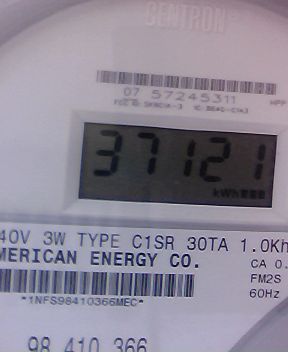 CENTRON
07 57245311
37121
kWh
40V 3W TYPE C1SR 30TA 1.0Kh
MERICAN ENERGY CO.
CA 0.
FM2S
*1NFS98410366MEC*
60Hz
98 410 366